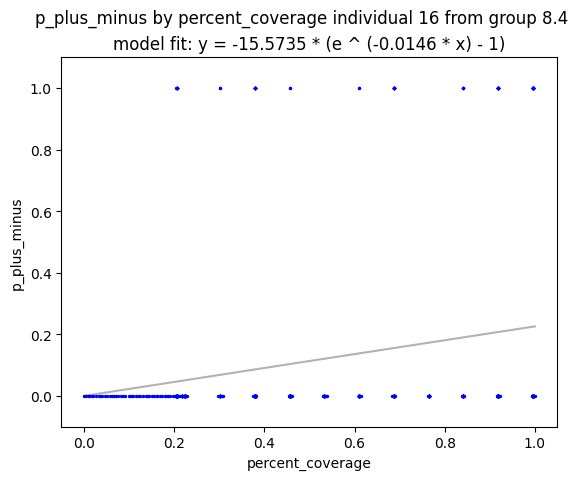 p_plus_minus by percent_coverage individual 16 from group 8.4
model fit: y = -15.5735 * (e ^ (-0.0146 * x) - 1)
1.0
0.8
0.6
0.4
0.2
0.0
p_plus_minus
0.0 0.2 0.4 0.6 0.8 1.0
percent_coverage